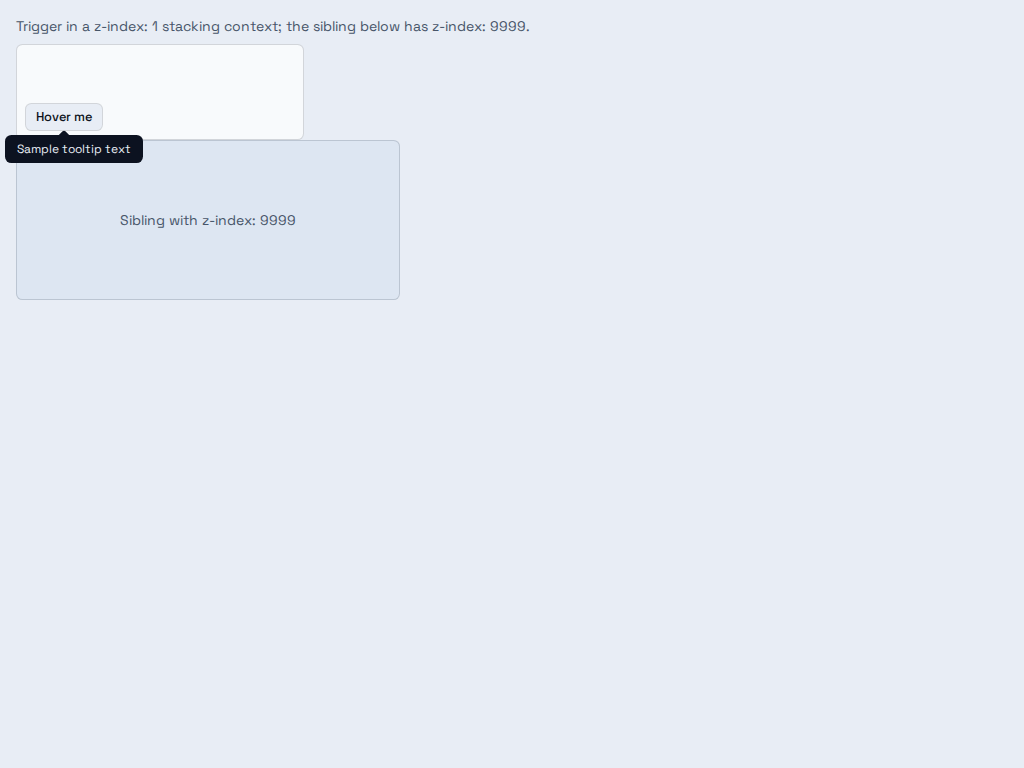 Trigger in a z-index: 1 stacking context; the sibling below has z-index: 9999.
Hover me
Sample tooltip text
Sibling with z-index: 9999